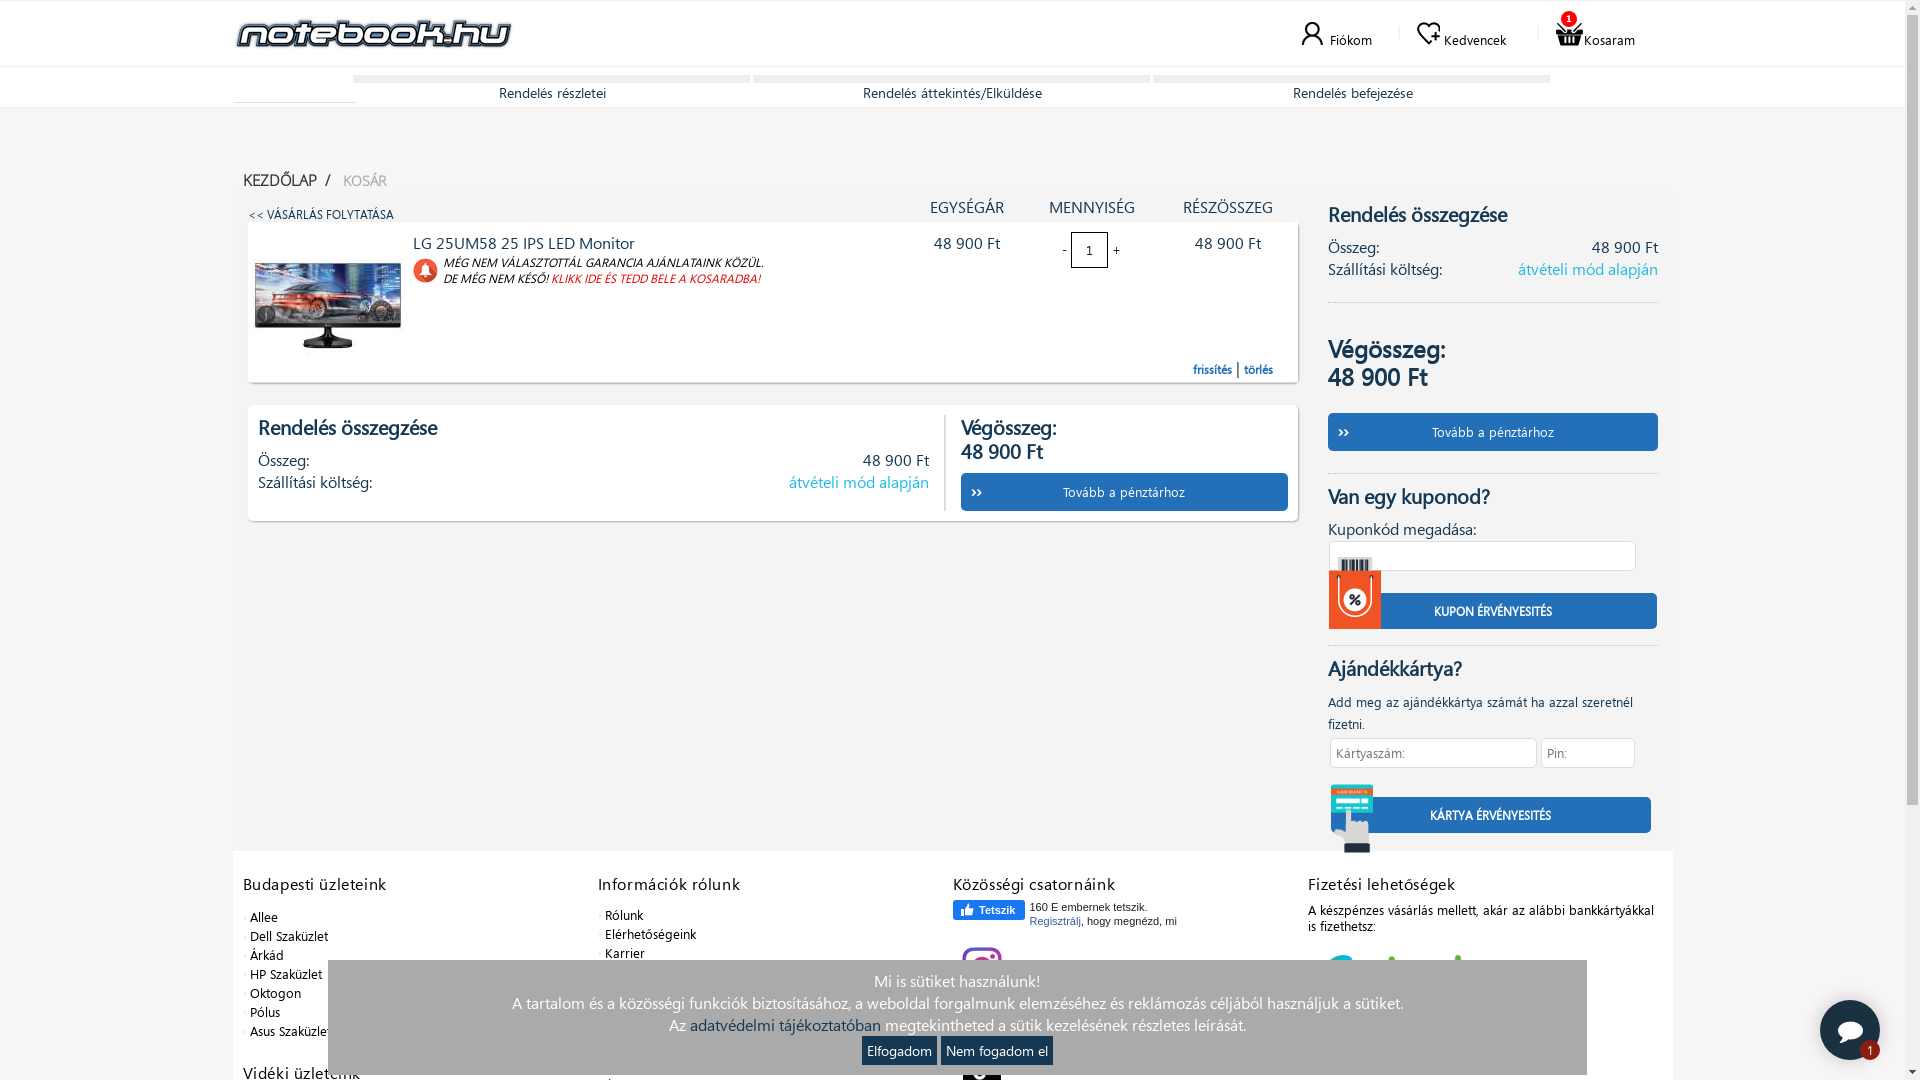 notebook.hu
Fiókom
Kedvencek
1
Kosaram
Rendelés részletei
Rendelés áttekintés/Elküldése
Rendelés befejezése
KEZDŐLAP / KOSÁR
<< VÁSÁRLÁS FOLYTATÁSA
EGYSÉGÁR
MENNYISÉG
RÉSZÖSSZEG
LG 25UM58 25 IPS LED Monitor
48 900 Ft
- 1 +
48 900 Ft
MÉG NEM VÁLASZTOTTÁL GARANCIA AJÁNLATAINK KÖZÜL.
DE MÉG NEM KÉSŐ! KLIKK IDE ÉS TEDD BELE A KOSARADBA!
frissítés | törlés
Rendelés összegzése
Összeg: 48 900 Ft
Szállítási költség: átvételi mód alapján
Végösszeg:
48 900 Ft
Tovább a pénztárhoz
Rendelés összegzése
Összeg: 48 900 Ft
Szállítási költség: átvételi mód alapján
Végösszeg:
48 900 Ft
Tovább a pénztárhoz
Van egy kuponod?
Kuponkód megadása:
%
KUPON ÉRVÉNYESITÉS
Ajándékkártya?
Add meg az ajándékkártya számát ha azzal szeretnél
fizetni.
Kártyaszám:
Pin:
KÁRTYA ÉRVÉNYESITÉS
Budapesti üzleteink
Allee
Dell Szaküzlet
Árkád
HP Szaküzlet
Oktogon
Pólus
Asus Szaküzlet
Vidéki üzleteink
Információk rólunk
Rólunk
Elérhetőségeink
Karrier
Közösségi csatornáink
Tetszik
160 E embernek tetszik.
Regisztrálj, hogy megnézd, mi
Fizetési lehetőségek
A készpénzes vásárlás mellett, akár az alábbi bankkártyákkal
is fizethetsz:
Mi is sütiket használunk!
A tartalom és a közösségi funkciók biztosításához, a weboldal forgalmunk elemzéséhez és reklámozás céljából használjuk a sütiket.
Az adatvédelmi tájékoztatóban megtekintheted a sütik kezelésének részletes leírását.
Elfogadom
Nem fogadom el
1